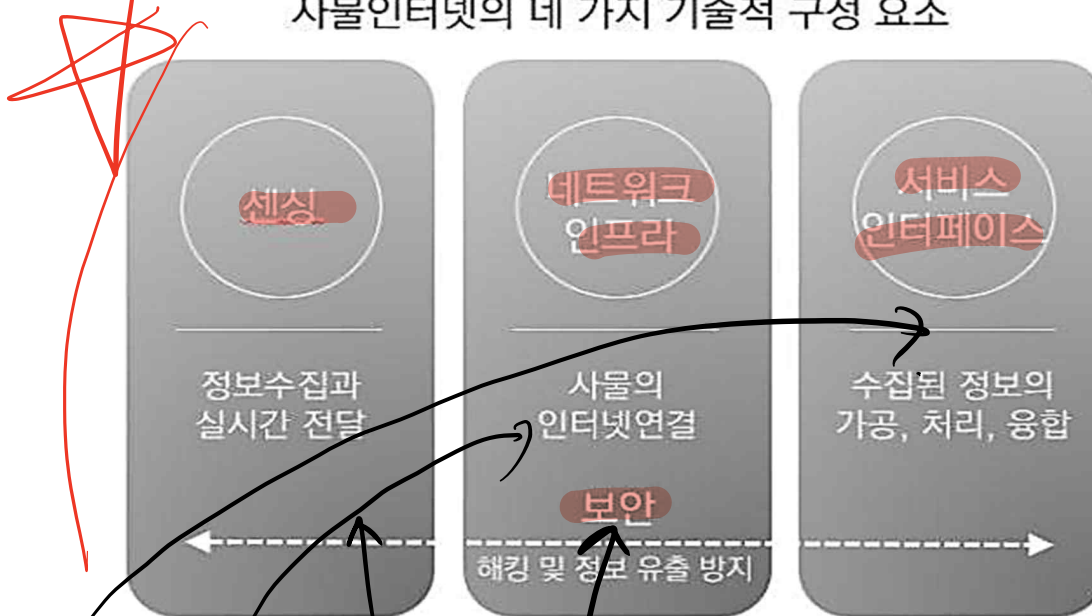 사물인터넷의 네 가지 기술적 구성 요소
센싱
네트워크
인프라
서비스
인터페이스
정보수집과
실시간 전달
사물의
인터넷연결
수집된 정보의
가공, 처리, 융합
보안
해킹 및 정보 유출 방지